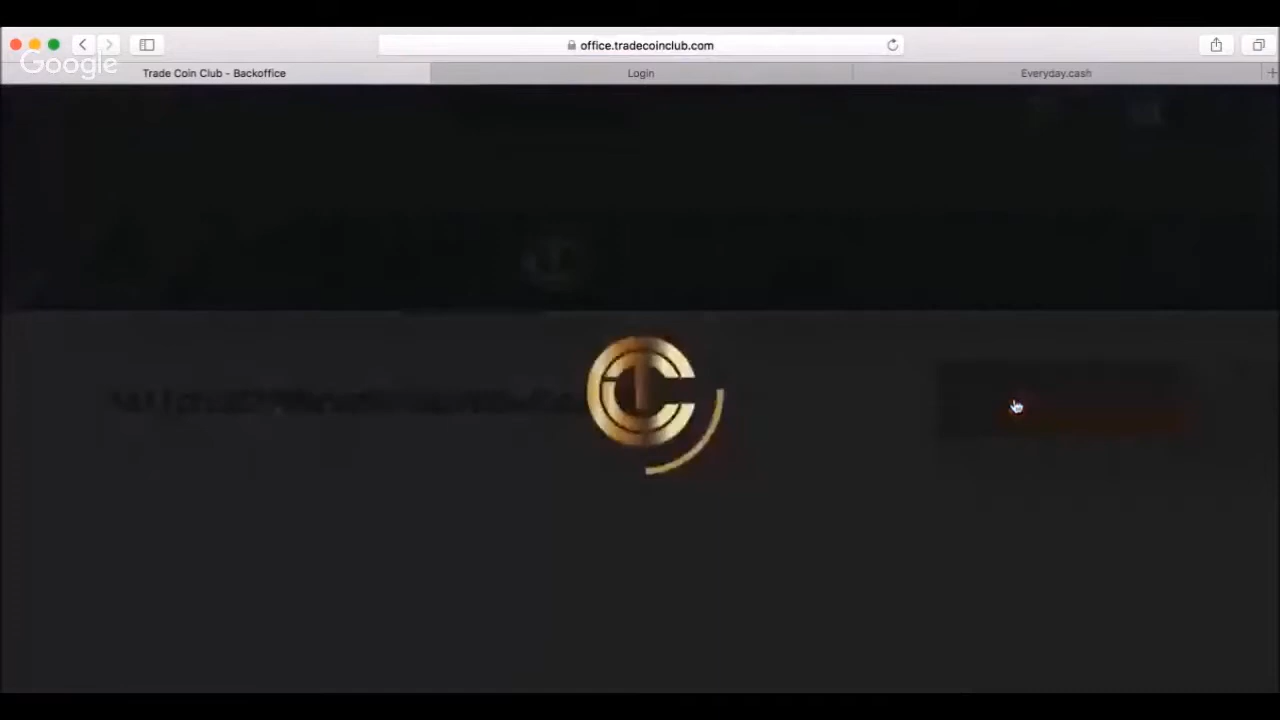 office.tradecoinclub.com
Google
Trade Coin Club - Backoffice
Login
Everyday.cash